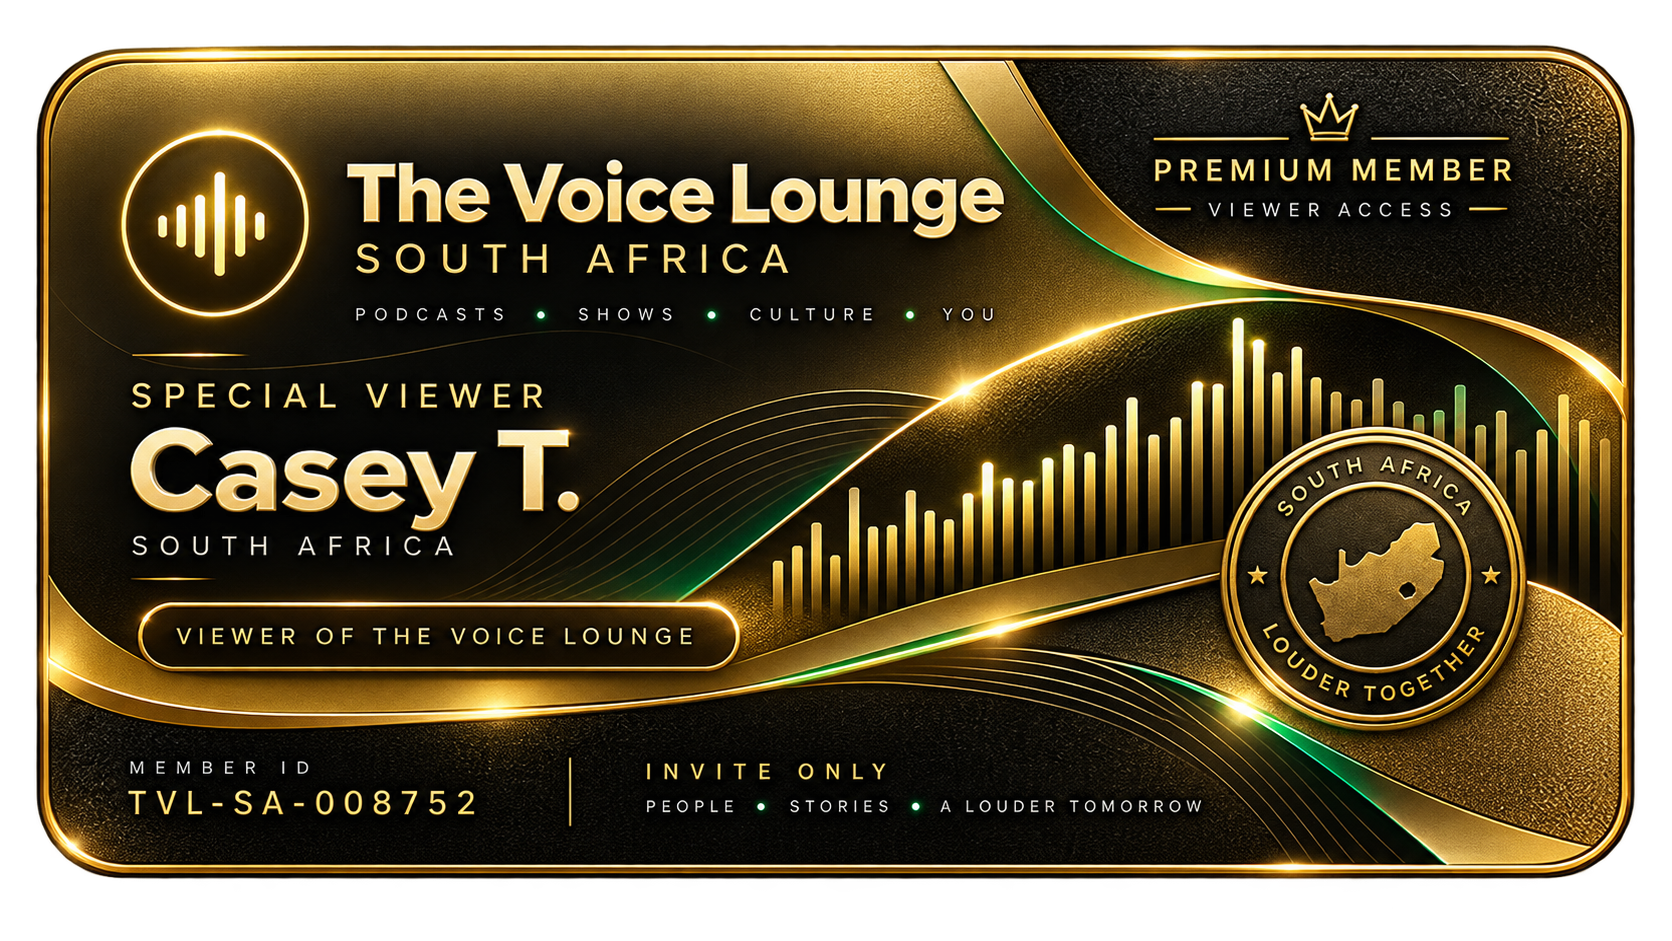 The Voice Lounge
SOUTH AFRICA
PODCASTS • SHOWS • CULTURE • YOU
PREMIUM MEMBER
VIEWER ACCESS
SPECIAL VIEWER
Casey T.
SOUTH AFRICA
VIEWER OF THE VOICE LOUNGE
SOUTH AFRICA
LOUDER TOGETHER
MEMBER ID
TVL-SA-008752
INVITE ONLY
PEOPLE • STORIES • A LOUDER TOMORROW